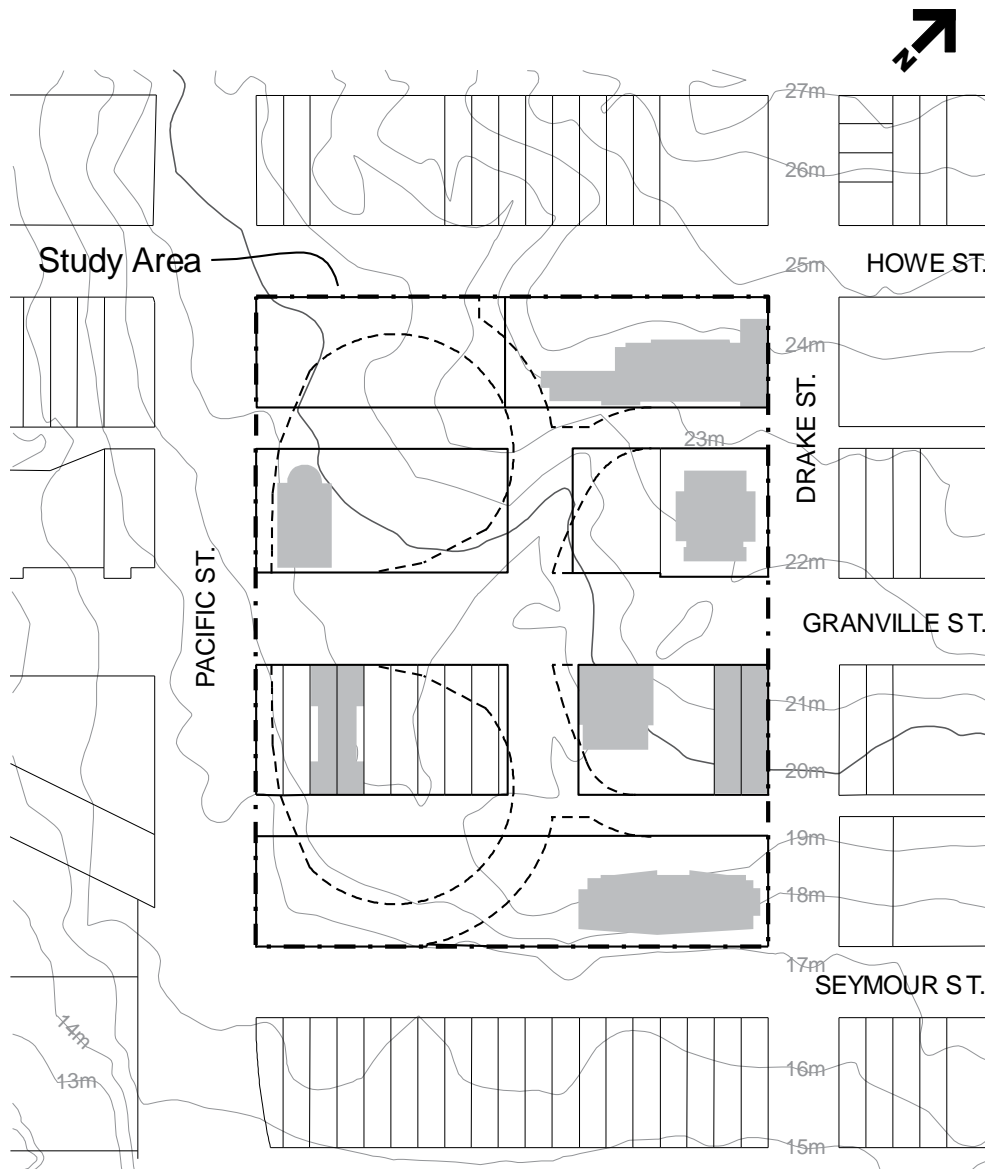 N
27m
26m
Study Area
25m
HOWE ST.
24m
DRAKE ST.
23m
PACIFIC ST.
22m
GRANVILLE ST.
21m
20m
19m
18m
17m
SEYMOUR ST.
14m
13m
16m
15m